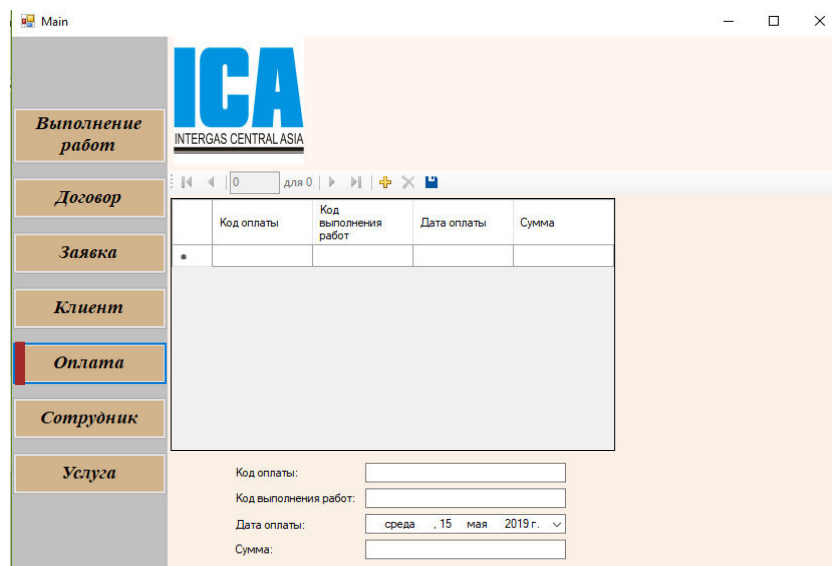 Main
ICA
INTERGAS CENTRAL ASIA
Выполнение
работ
Договор
Заявка
Клиент
Оплата
Сотрудник
Услуга
0 для 0
Код оплаты
Код
выполнения
работ
Дата оплаты
Сумма
Код оплаты:
Код выполнения работ:
Дата оплаты: среда , 15 мая 2019 г.
Сумма: